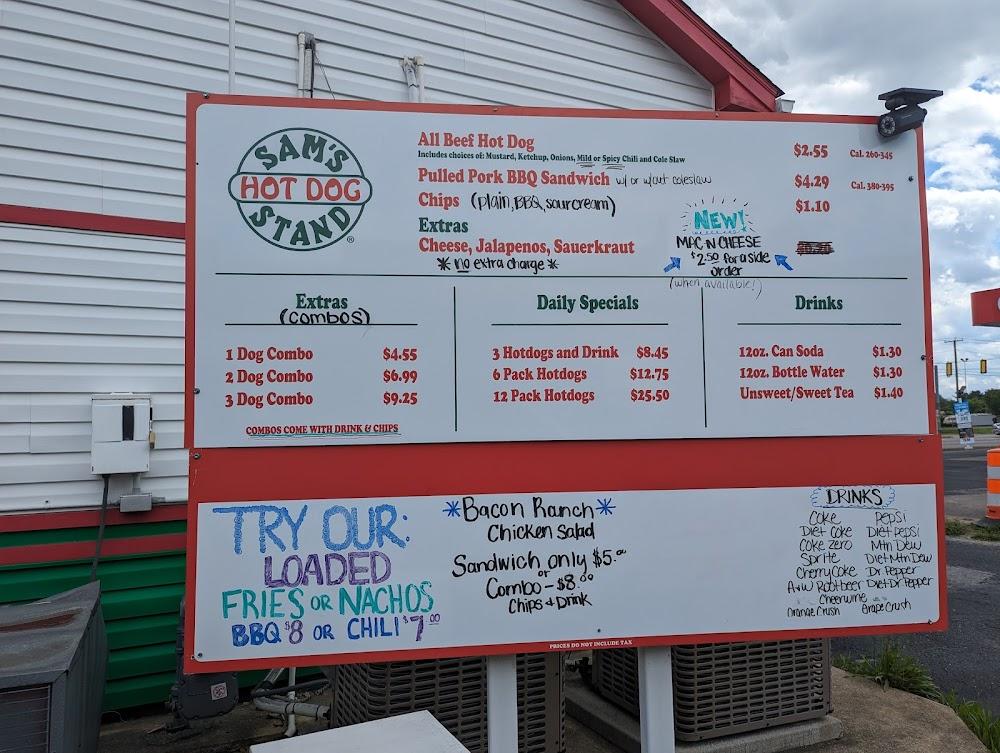 SAM'S
HOT DOG
STAND®
All Beef Hot Dog $2.55 Cal. 260-345
Includes choices of: Mustard, Ketchup, Onions, Mild or Spicy Chili and Cole Slaw
Pulled Pork BBQ Sandwich w/ or w/out coleslaw $4.29 Cal. 380-395
Chips (plain, BBQ, sour cream) $1.10
Extras
Cheese, Jalapenos, Sauerkraut
* no extra charge *
NEW!
MAC N CHEESE
$2.50 for a side
order
(when available!)
Extras
(combos)
1 Dog Combo $4.55
2 Dog Combo $6.99
3 Dog Combo $9.25
COMBOS COME WITH DRINK & CHIPS
Daily Specials
3 Hotdogs and Drink $8.45
6 Pack Hotdogs $12.75
12 Pack Hotdogs $25.50
Drinks
12oz. Can Soda $1.30
12oz. Bottle Water $1.30
Unsweet/Sweet Tea $1.40
TRY OUR:
LOADED
FRIES OR NACHOS
BBQ $8 OR CHILI $7.00
*Bacon Ranch*
Chicken Salad
Sandwich only $5.00
or
Combo - $8.00
Chips + Drink
DRINKS
Coke Pepsi
Diet Coke Diet Pepsi
Coke Zero Mtn Dew
Sprite Diet Mtn Dew
Cherry Coke Dr. Pepper
A+W Rootbeer Diet Dr Pepper
Cheerwine
Orange Crush Grape Crush
PRICES DO NOT INCLUDE TAX